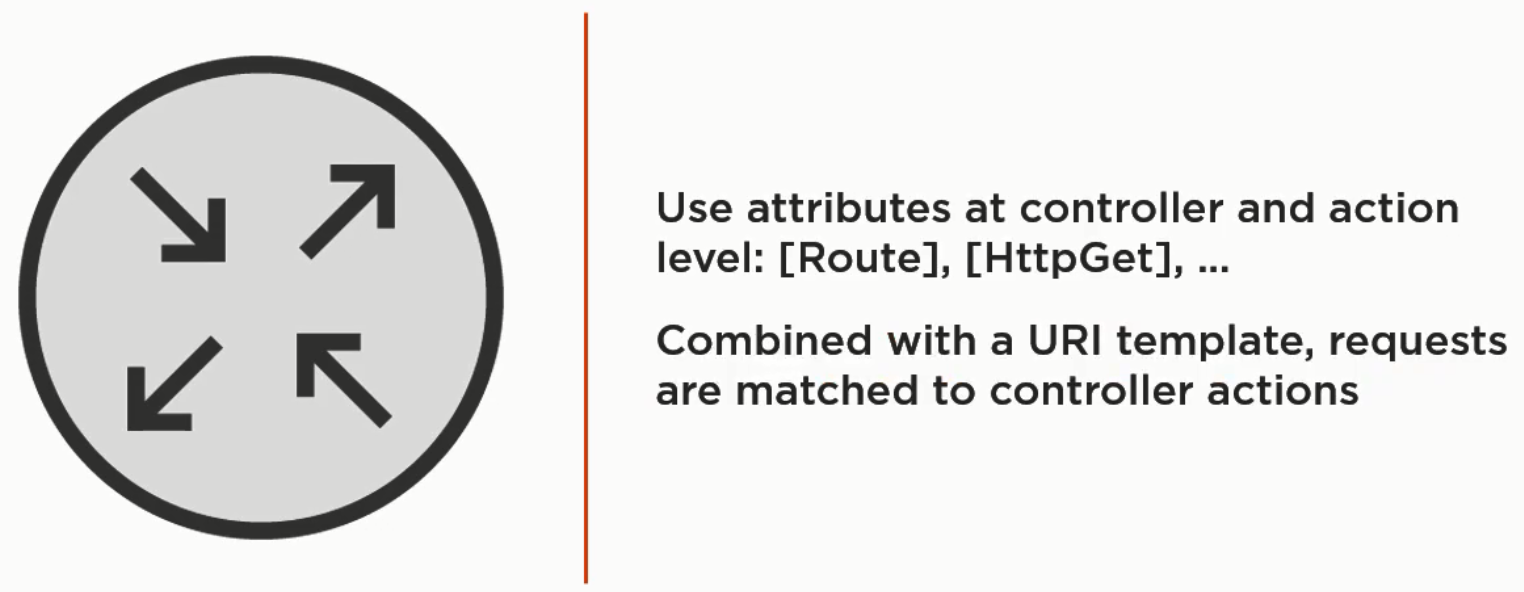 Use attributes at controller and action
level: [Route], [HttpGet], ...
Combined with a URI template, requests
are matched to controller actions